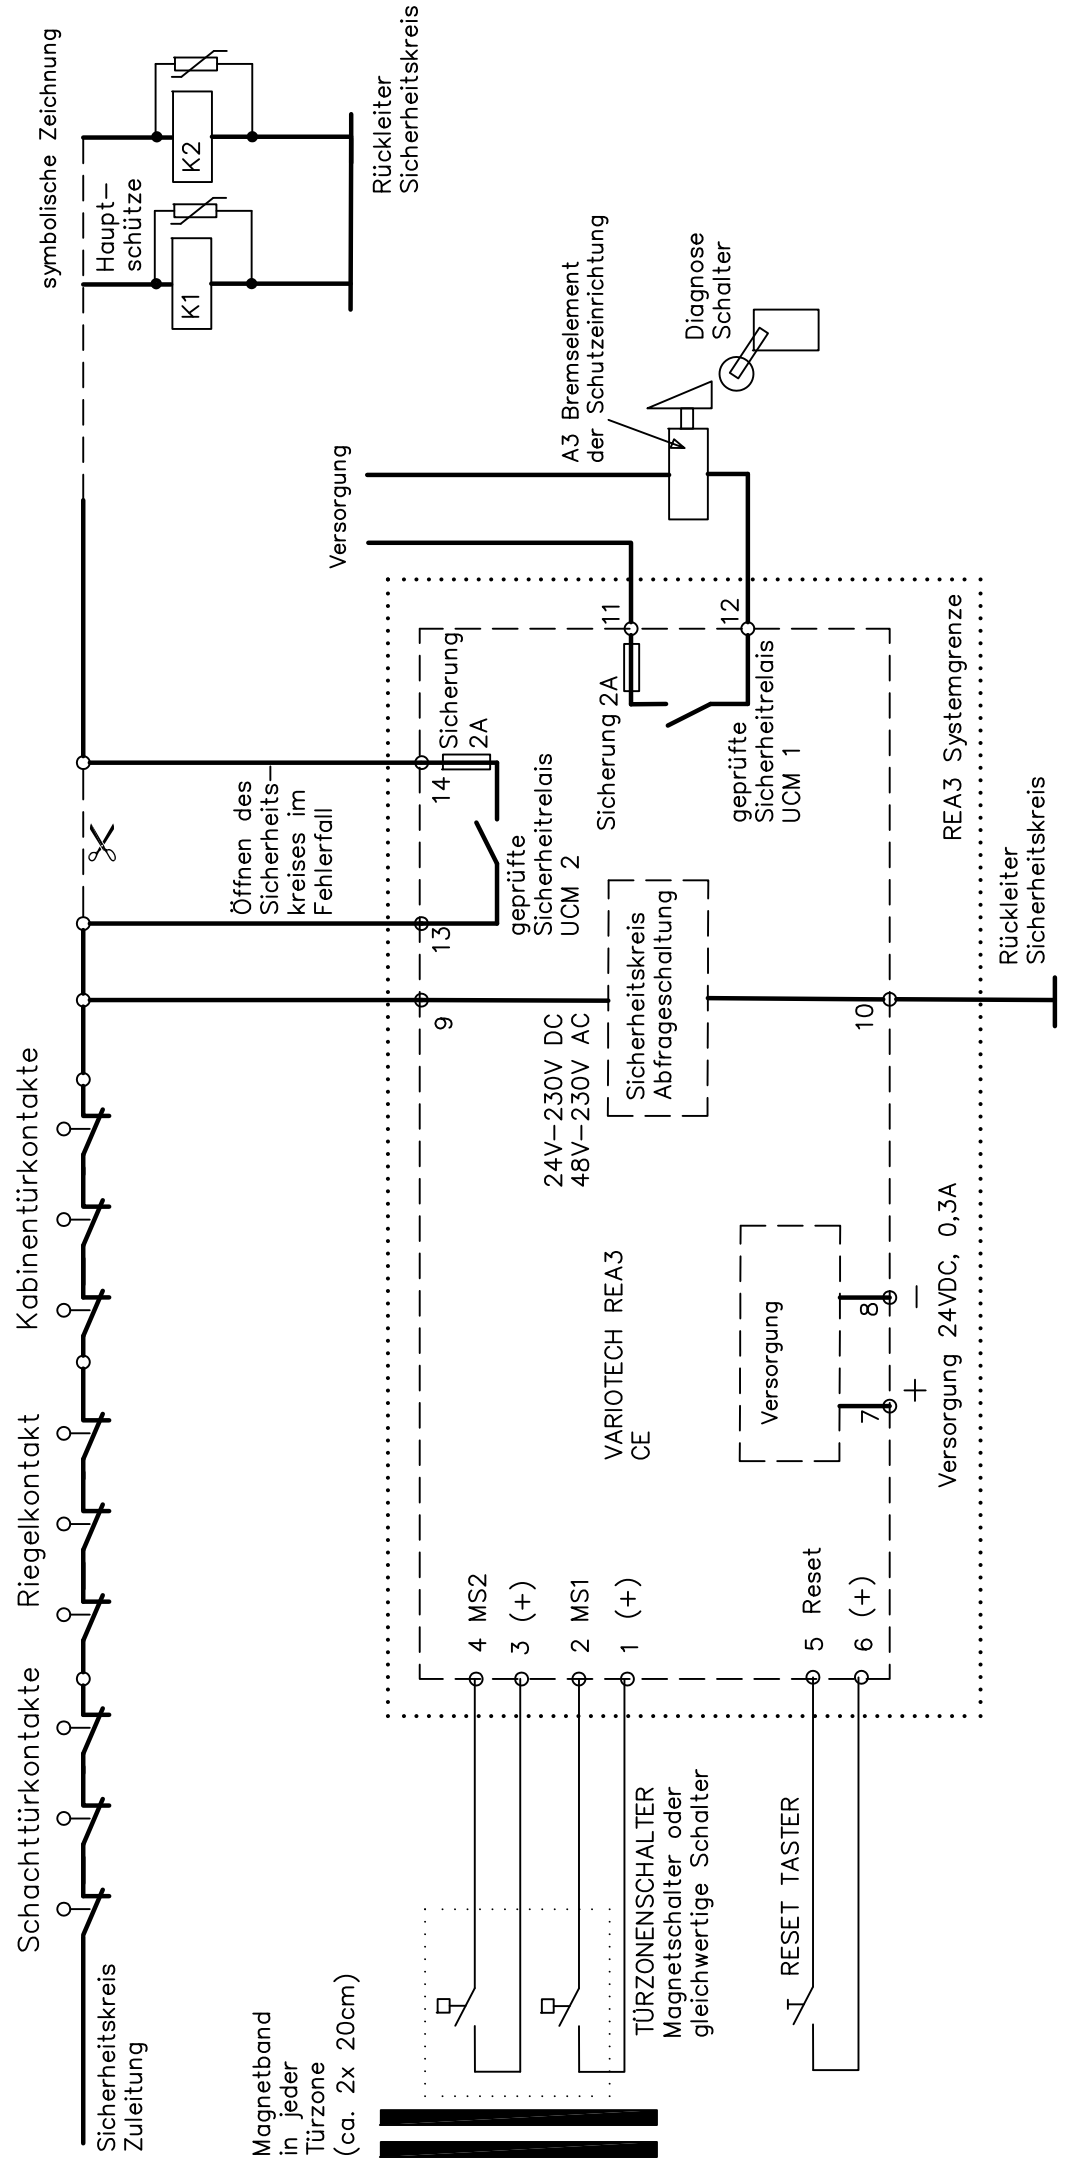 symbolische Zeichnung
Haupt–
schütze
K1
K2
Rückleiter
Sicherheitskreis
Schachttürkontakte
Riegelkontakt
Kabinentürkontakte
Sicherheitskreis
Zuleitung
Öffnen des
Sicherheits–
kreises im
Fehlerfall
Versorgung
A3 Bremselement
der Schutzeinrichtung
Diagnose
Schalter
Magnetband
in jeder
Türzone
(ca. 2x 20cm)
4 MS2
3 (+)
2 MS1
1 (+)
5 Reset
6 (+)
TÜRZONENSCHALTER
Magnetschalter oder
gleichwertige Schalter
RESET TASTER
9
13
14
Sicherung
2A
geprüfte
Sicherheitrelais
UCM 2
24V–230V DC
48V–230V AC
Sicherheitskreis
Abfrageschaltung
VARIOTECH REA3
CE
Sicherung 2A
11
12
geprüfte
Sicherheitrelais
UCM 1
Versorgung
7
8
10
+
–
Versorgung 24VDC, 0,3A
REA3 Systemgrenze
Rückleiter
Sicherheitskreis